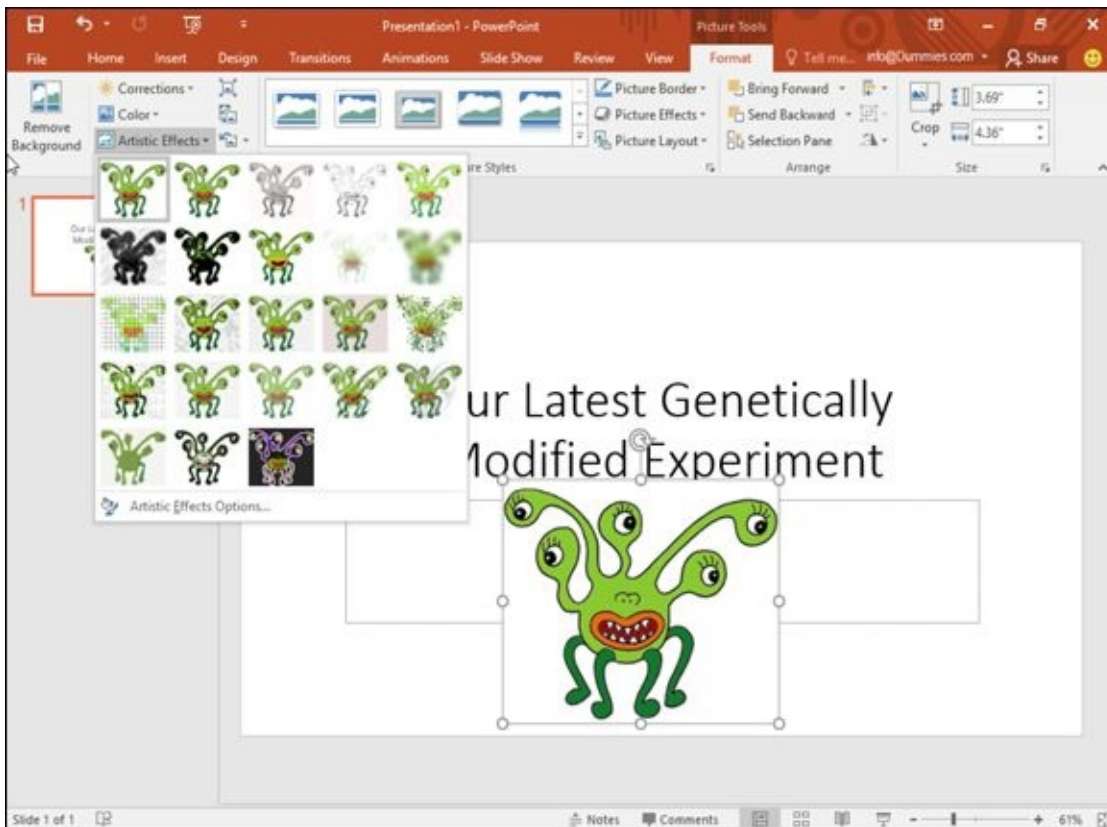 Presentation1 - PowerPoint
Picture Tools
File Home Insert Design Transitions Animations Slide Show Review View Format Tell me... info@Dummies.com Share
Remove Background
Corrections
Color
Artistic Effects
Picture Border
Picture Effects
Picture Layout
Bring Forward
Send Backward
Selection Pane
Crop
3.69"
4.36"
re Styles
Arrange
Size
1
Artistic Effects Options...
ur Latest Genetically
Modified Experiment
Slide 1 of 1
Notes
Comments
61%